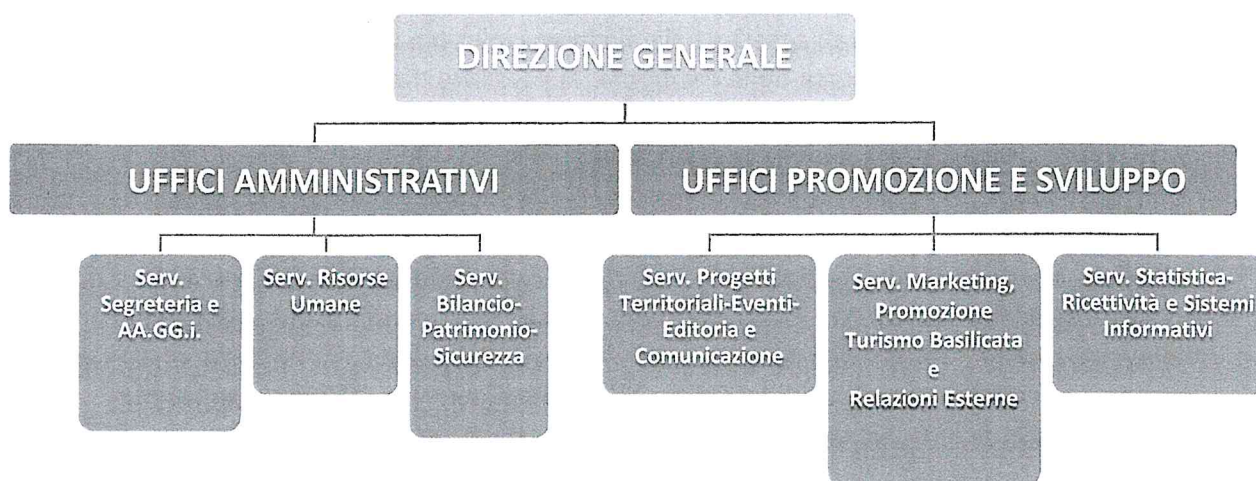 DIREZIONE GENERALE
UFFICI AMMINISTRATIVI
UFFICI PROMOZIONE E SVILUPPO
Serv.
Segreteria e
AA.GG.i.
Serv. Risorse
Umane
Serv.
Bilancio-
Patrimonio-
Sicurezza
Serv. Progetti
Territoriali-Eventi-
Editoria e
Comunicazione
Serv. Marketing,
Promozione
Turismo Basilicata
e
Relazioni Esterne
Serv. Statistica-
Ricettività e Sistemi
Informativi